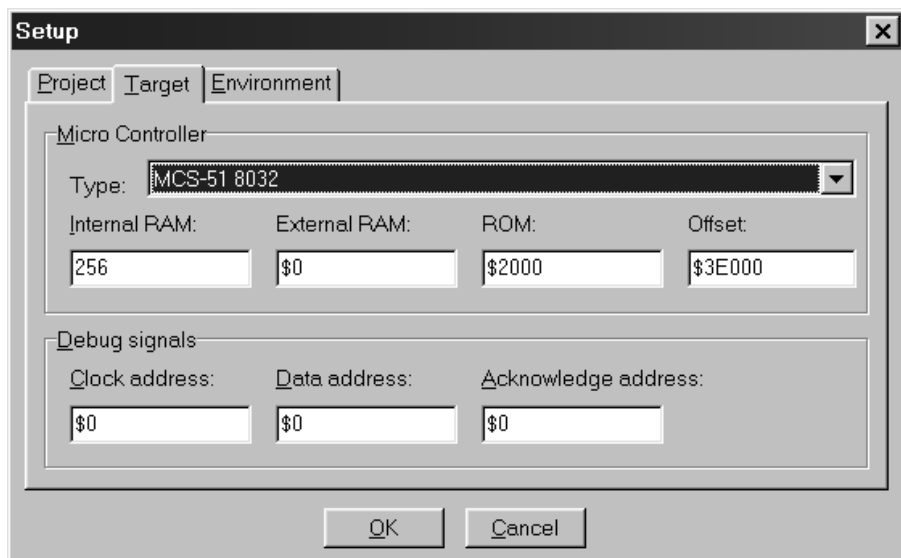 Setup
Project Target Environment
Micro Controller
Type: MCS-51 8032
Internal RAM: External RAM: ROM: Offset:
256 $0 $2000 $3E000
Debug signals
Clock address: Data address: Acknowledge address:
$0 $0 $0
OK Cancel